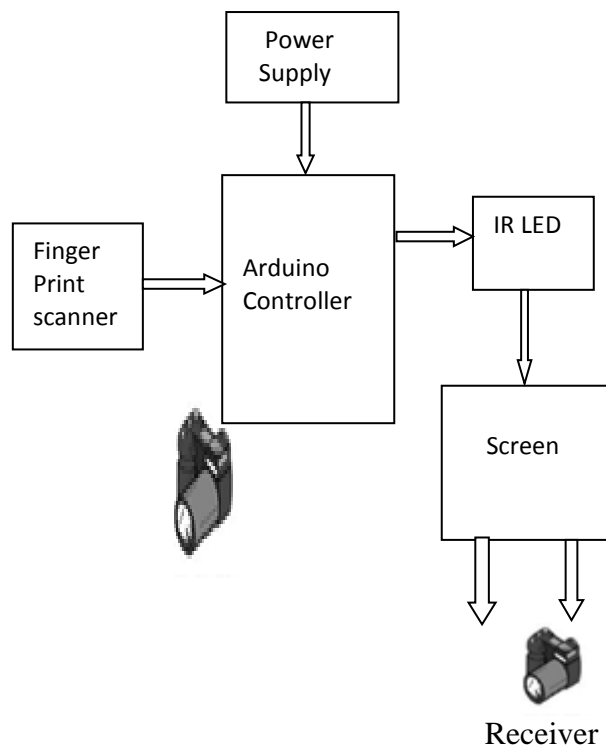 Power
Supply
Finger
Print
scanner
Arduino
Controller
IR LED
Screen
Receiver